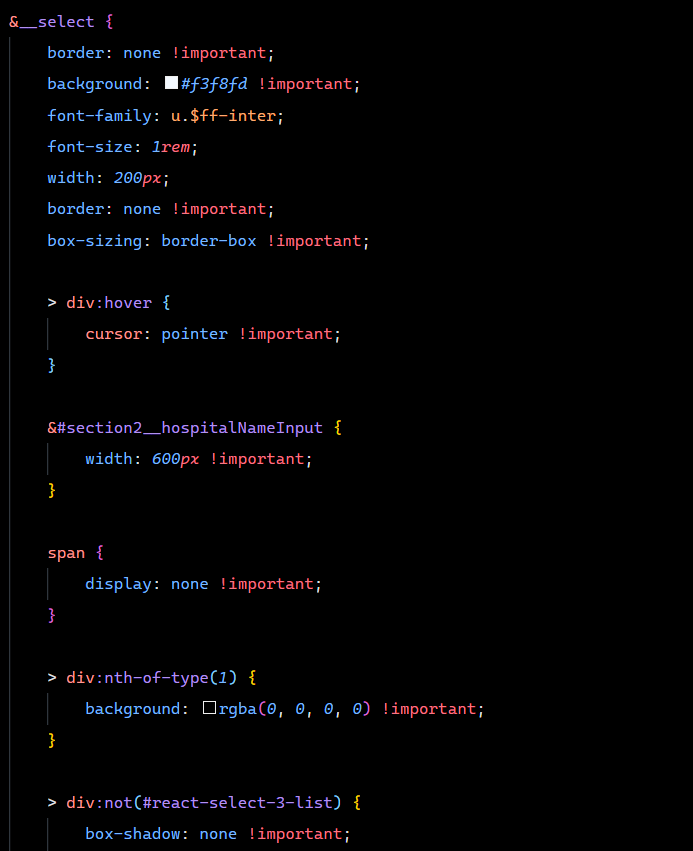 &__select {
border: none !important;
background: #f3f8fd !important;
font-family: u.$ff-inter;
font-size: 1rem;
width: 200px;
border: none !important;
box-sizing: border-box !important;
> div:hover {
cursor: pointer !important;
}
&#section2__hospitalNameInput {
width: 600px !important;
}
span {
display: none !important;
}
> div:nth-of-type(1) {
background: rgba(0, 0, 0, 0) !important;
}
> div:not(#react-select-3-list) {
box-shadow: none !important;